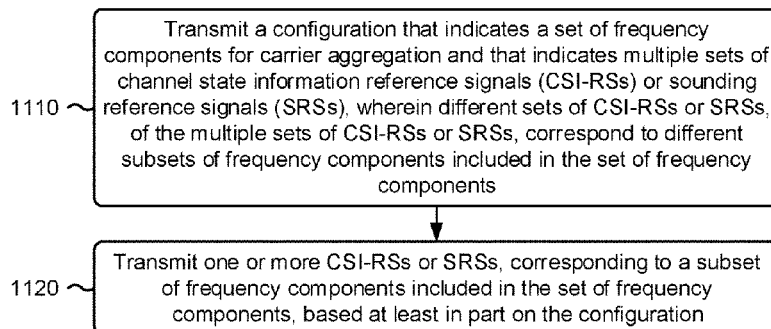 Transmit a configuration that indicates a set of frequency
components for carrier aggregation and that indicates multiple sets of
channel state information reference signals (CSI-RSs) or sounding
1110 reference signals (SRSs), wherein different sets of CSI-RSs or SRSs,
of the multiple sets of CSI-RSs or SRSs, correspond to different
subsets of frequency components included in the set of frequency
components
Transmit one or more CSI-RSs or SRSs, corresponding to a subset
1120 of frequency components included in the set of frequency
components, based at least in part on the configuration